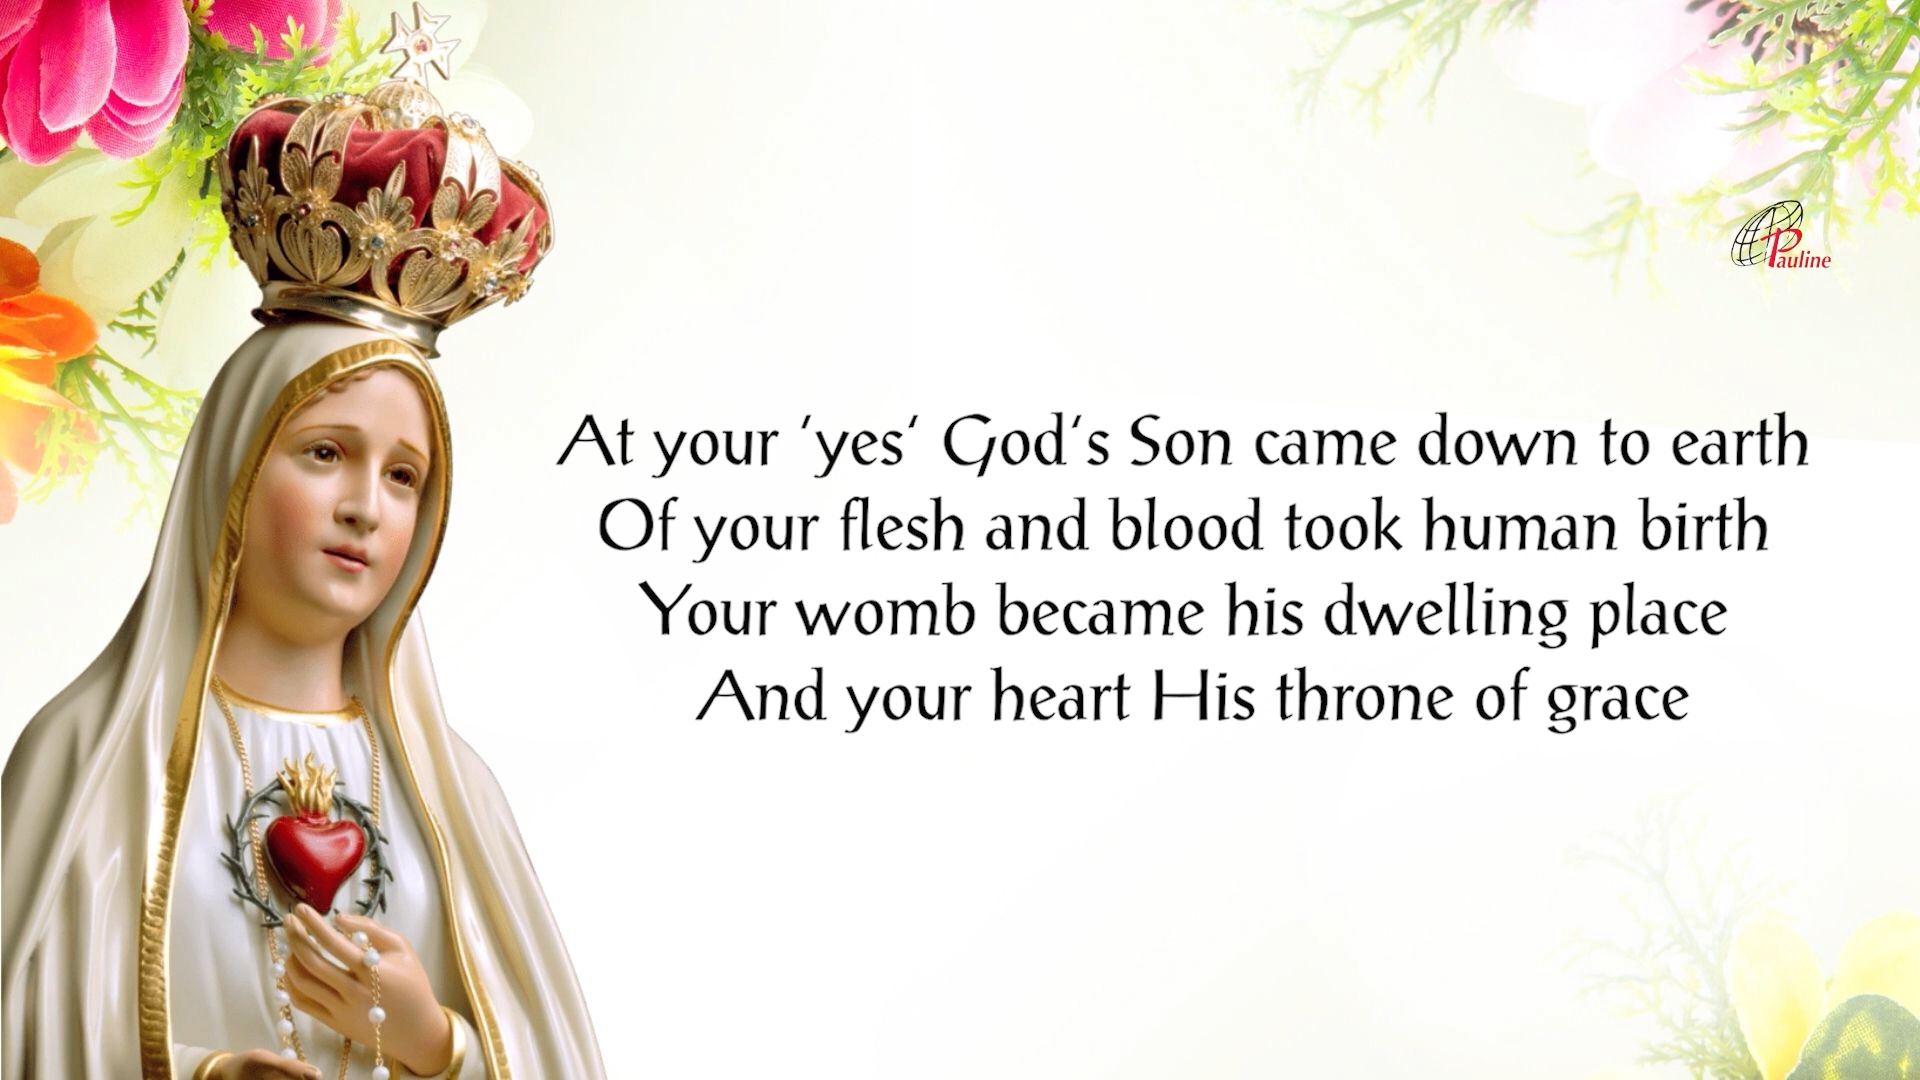 Pauline
At your 'yes' God's Son came down to earth
Of your flesh and blood took human birth
Your womb became his dwelling place
And your heart His throne of grace